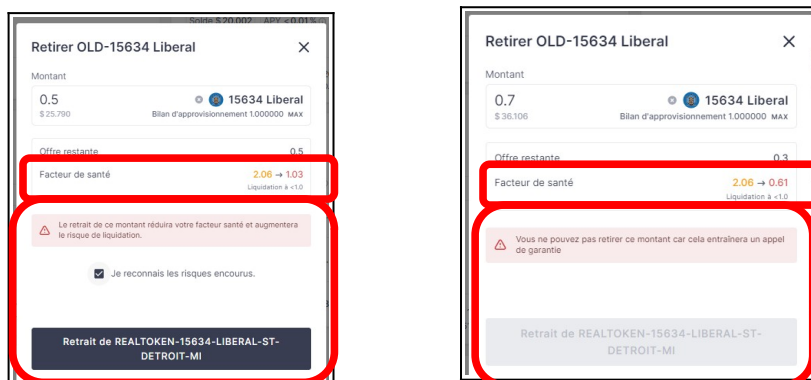 Solde $20.002 APY <0.01%
Retirer OLD-15634 Liberal
Montant
0.5 15634 Liberal
$25.790 Bilan d'approvisionnement 1.000000 MAX
Offre restante 0.5
Facteur de santé 2.06 → 1.03
Liquidation à <1.0
Le retrait de ce montant réduira votre facteur santé et augmentera
le risque de liquidation.
Je reconnais les risques encourus.
Retrait de REALTOKEN-15634-LIBERAL-ST-
DETROIT-MI
Retirer OLD-15634 Liberal
Montant
0.7 15634 Liberal
$36.106 Bilan d'approvisionnement 1.000000 MAX
Offre restante 0.3
Facteur de santé 2.06 → 0.61
Liquidation à <1.0
Vous ne pouvez pas retirer ce montant car cela entraînera un appel
de garantie
Retrait de REALTOKEN-15634-LIBERAL-ST-
DETROIT-MI